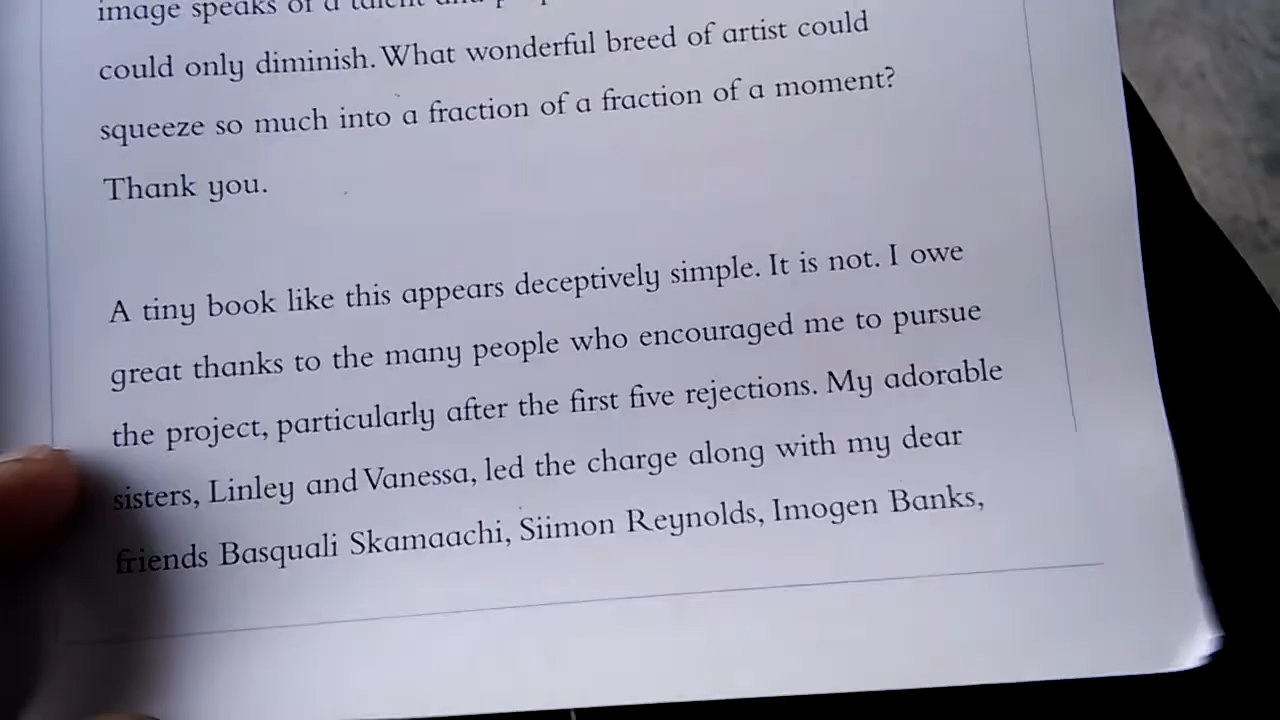 image speaks of a talent and
could only diminish. What wonderful breed of artist could
squeeze so much into a fraction of a fraction of a moment?
Thank you.
A tiny book like this appears deceptively simple. It is not. I owe
great thanks to the many people who encouraged me to pursue
the project, particularly after the first five rejections. My adorable
sisters, Linley and Vanessa, led the charge along with my dear
friends Basquali Skamaachi, Siimon Reynolds, Imogen Banks,